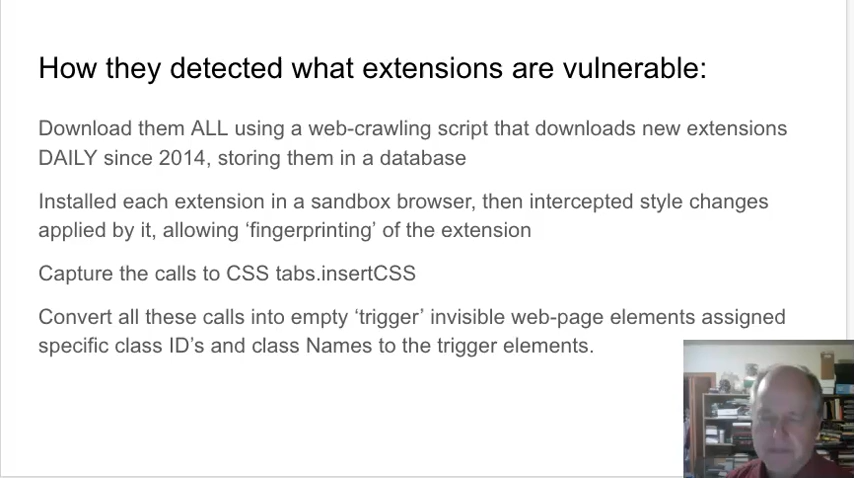 How they detected what extensions are vulnerable:
Download them ALL using a web-crawling script that downloads new extensions
DAILY since 2014, storing them in a database
Installed each extension in a sandbox browser, then intercepted style changes
applied by it, allowing ‘fingerprinting’ of the extension
Capture the calls to CSS tabs.insertCSS
Convert all these calls into empty ‘trigger’ invisible web-page elements assigned
specific class ID’s and class Names to the trigger elements.